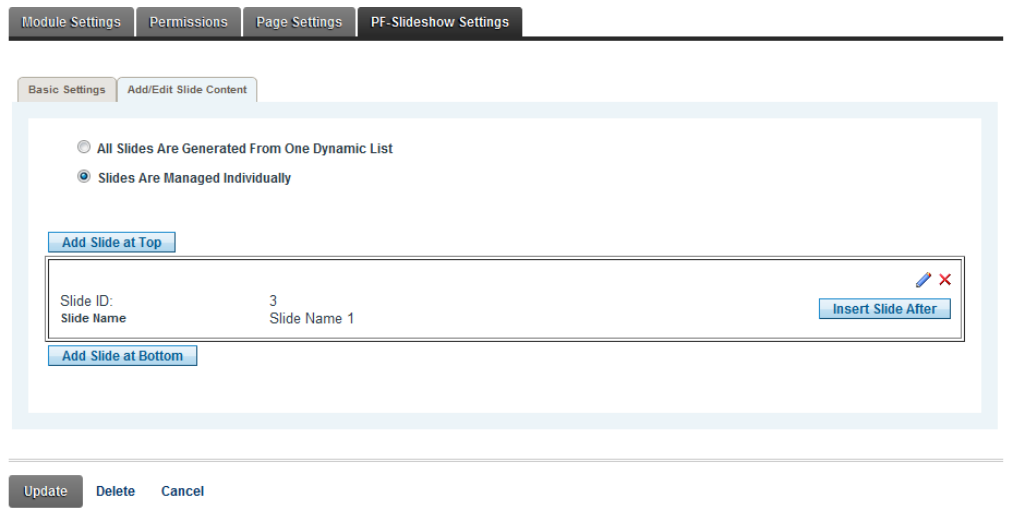 Module Settings Permissions Page Settings PF-Slideshow Settings
Basic Settings Add/Edit Slide Content
All Slides Are Generated From One Dynamic List
Slides Are Managed Individually
Add Slide at Top
Slide ID: 3
Insert Slide After
Slide Name Slide Name 1
Add Slide at Bottom
Update Delete Cancel